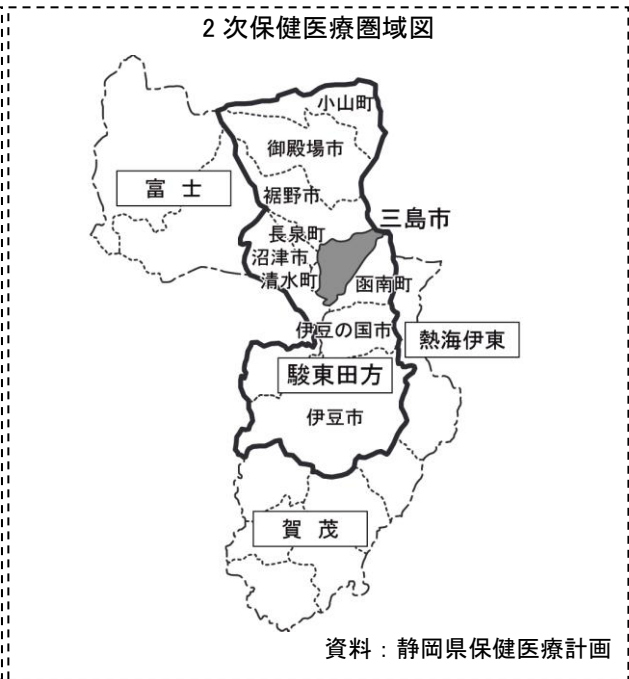 2次保健医療圏域図
小山町
御殿場市
富士
裾野市
三島市
長泉町
沼津市
清水町
函南町
伊豆の国市
熱海伊東
駿東田方
伊豆市
賀茂
資料：静岡県保健医療計画